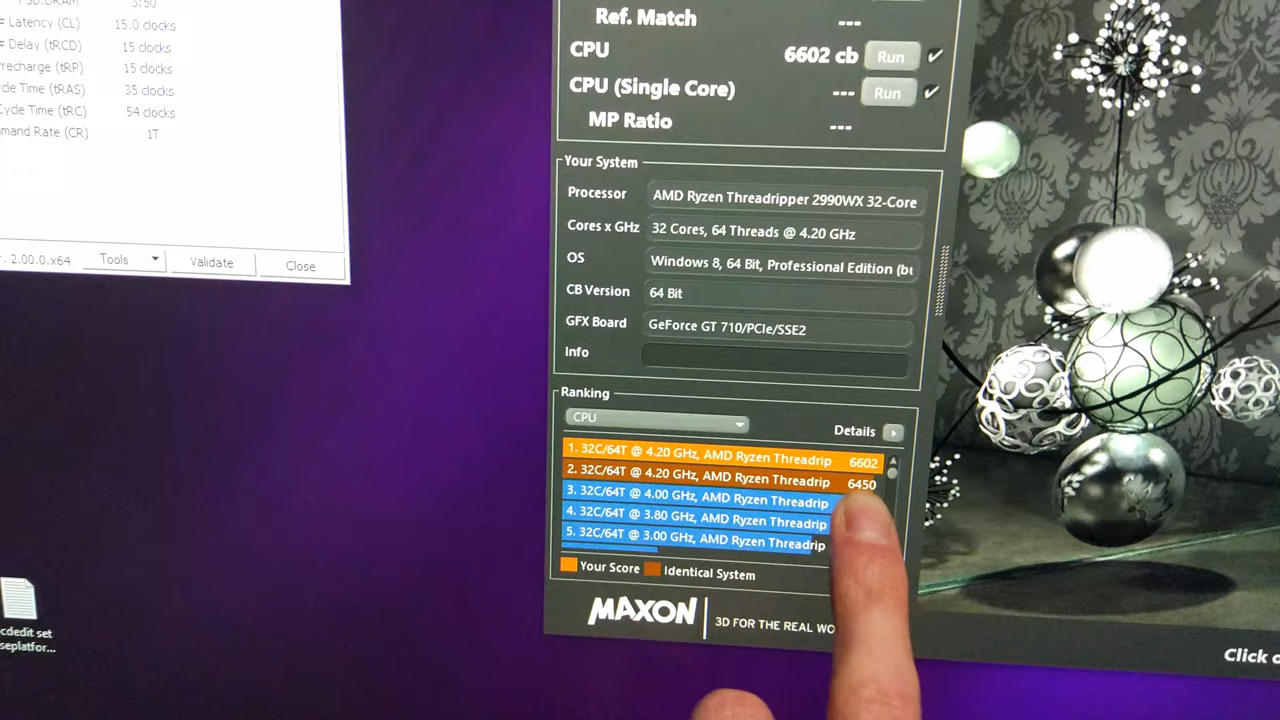 3:50
# Latency (CL) 15.0 clocks
# Delay (tRCD) 15 clocks
Precharge (tRP) 15 clocks
cle Time (tRAS) 35 clocks
Cycle Time (tRC) 54 clocks
mmand Rate (CR) 1T
2.00.0.x64 Tools Validate Close
cdedit set
seplatfor...
Ref. Match ---
CPU 6602 cb Run
CPU (Single Core) --- Run
MP Ratio ---
Your System
Processor AMD Ryzen Threadripper 2990WX 32-Core
Cores x GHz 32 Cores, 64 Threads @ 4.20 GHz
OS Windows 8, 64 Bit, Professional Edition (bu
CB Version 64 Bit
GFX Board GeForce GT 710/PCIe/SSE2
Info
Ranking
CPU Details
1. 32C/64T @ 4.20 GHz, AMD Ryzen Threadrip 6602
2. 32C/64T @ 4.20 GHz, AMD Ryzen Threadrip 6450
3. 32C/64T @ 4.00 GHz, AMD Ryzen Threadrip
4. 32C/64T @ 3.80 GHz, AMD Ryzen Threadrip
5. 32C/64T @ 3.00 GHz, AMD Ryzen Threadrip
Your Score Identical System
MAXON 3D FOR THE REAL WO
Click o